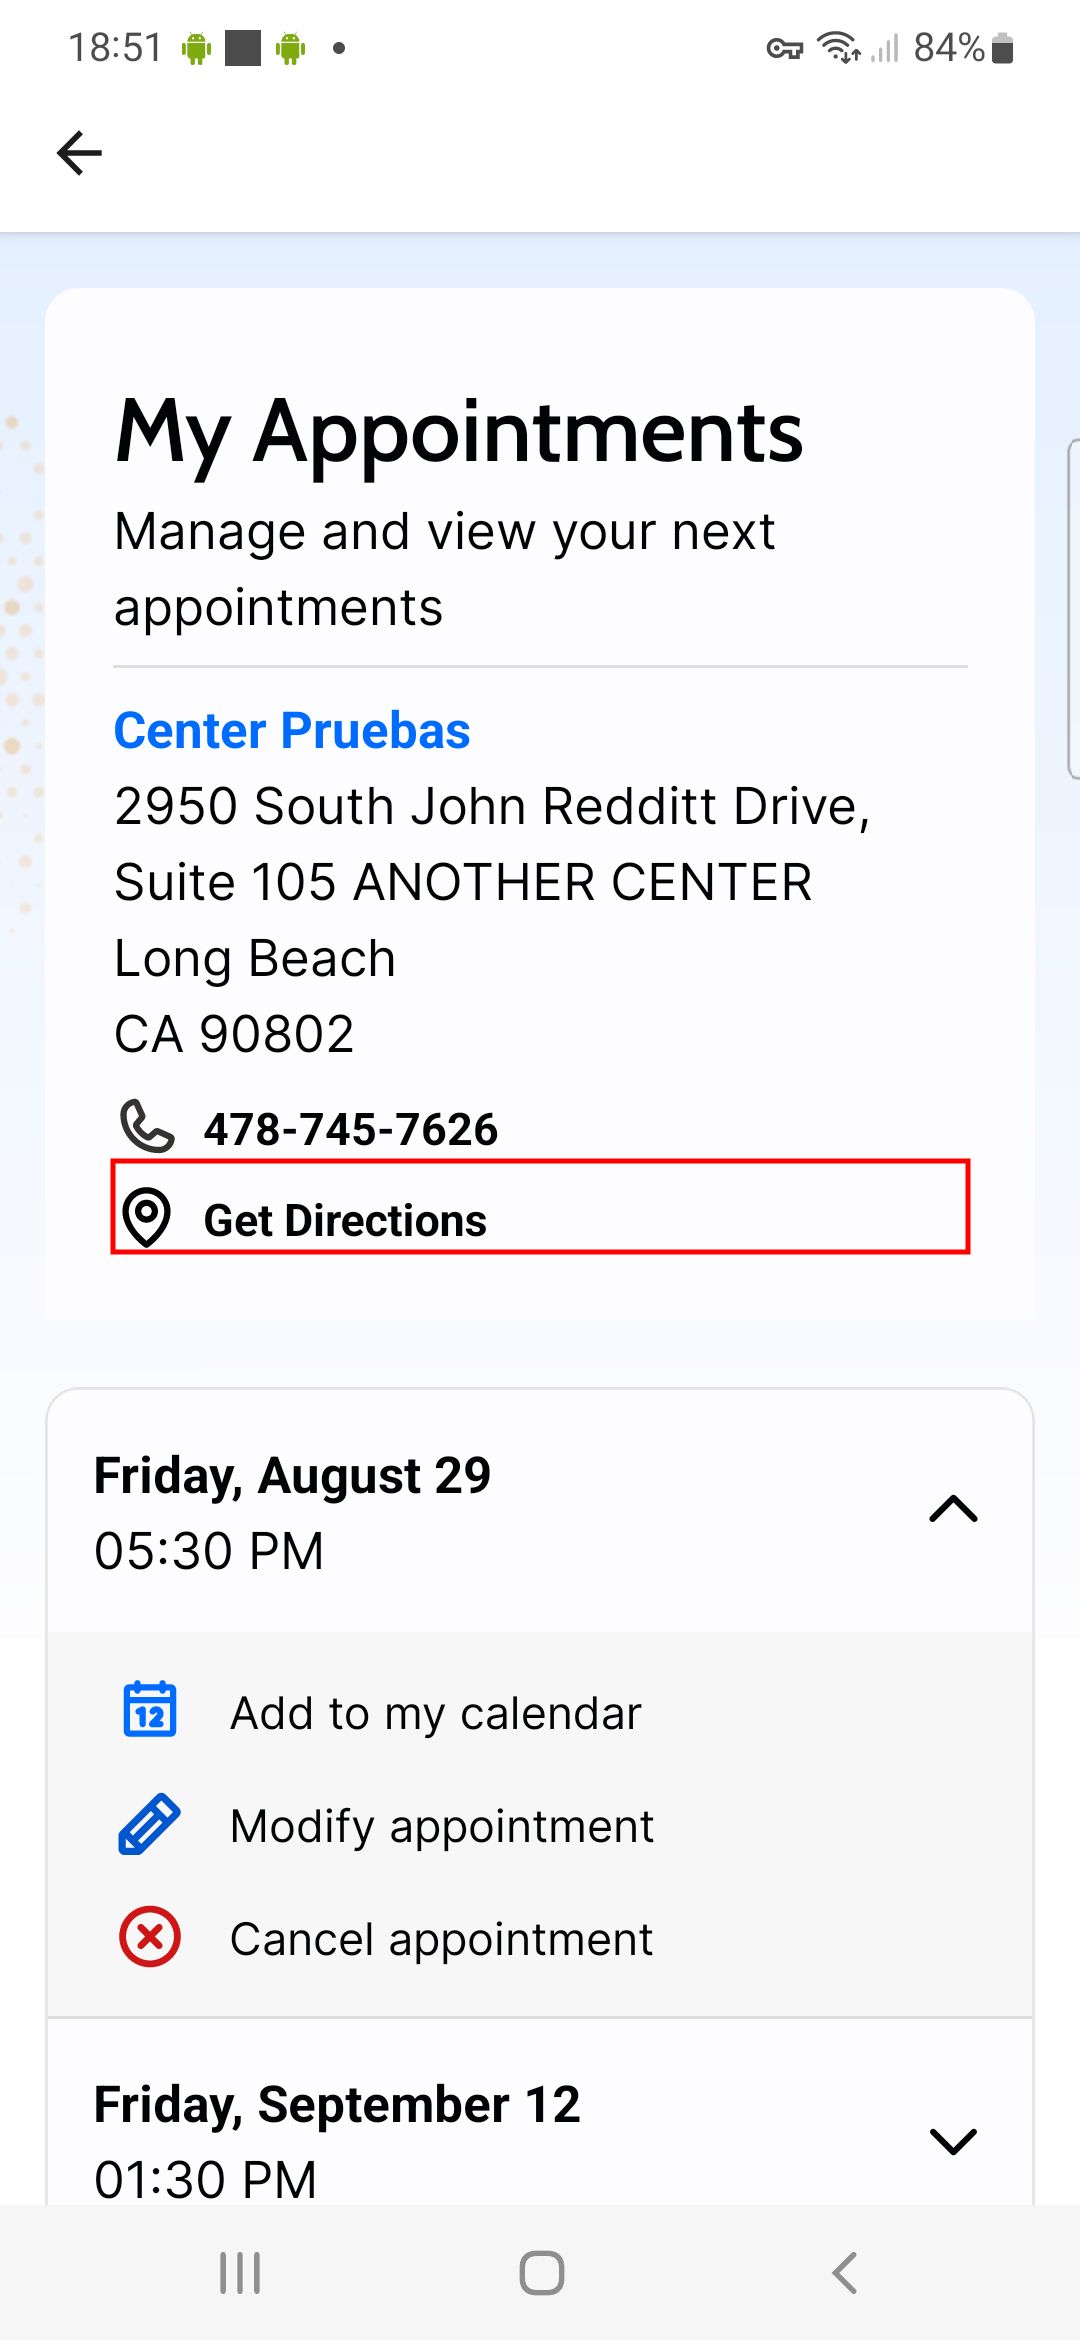 18:51
84%
My Appointments
Manage and view your next
appointments
Center Pruebas
2950 South John Redditt Drive,
Suite 105 ANOTHER CENTER
Long Beach
CA 90802
478-745-7626
Get Directions
Friday, August 29
05:30 PM
12
Add to my calendar
Modify appointment
Cancel appointment
Friday, September 12
01:30 PM